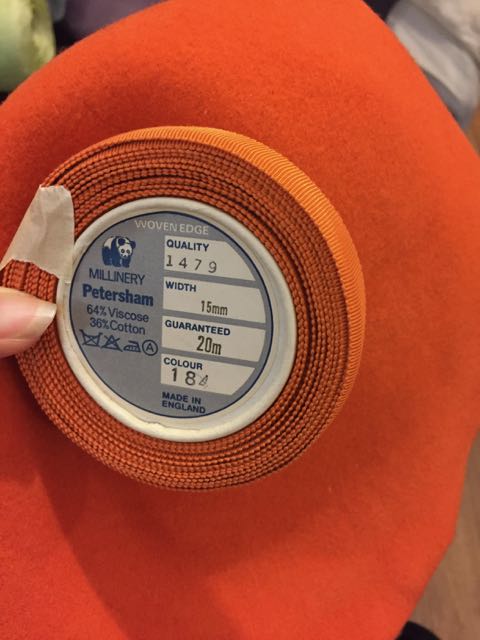 WOVEN EDGE
MILLINERY
Petersham
64% Viscose
36% Cotton
A
QUALITY
1479
WIDTH
15mm
GUARANTEED
20m
COLOUR
18
MADE IN
ENGLAND